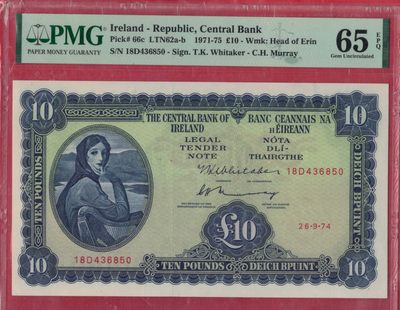 PMG
PAPER MONEY GUARANTY
Ireland - Republic, Central Bank
Pick# 66c LTN62a-b 1971-75 £10 - Wmk: Head of Erin
S/N 18D436850 - Sign. T.K. Whitaker - C.H. Murray
65 EPQ
Gem Uncirculated
10
THE CENTRAL BANK OF IRELAND
BANC CEANNAIS NA hÉIREANN
10
LEGAL TENDER NOTE
NÓTA DLÍ-THAIRGTHE
TEN POUNDS
DEICH BPUINT
T.K. Whitaker
18D436850
C.H. Murray
£10
26-9-74
18D436850
10
TEN POUNDS
DEICH BPUINT
10